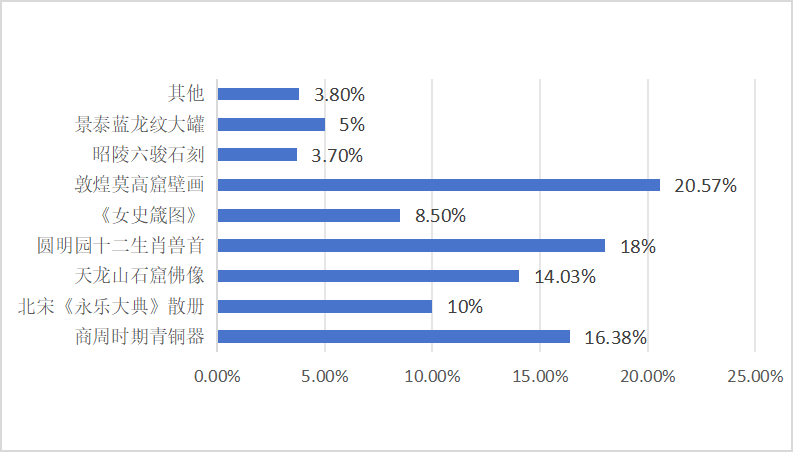 其他 3.80%
景泰蓝龙纹大罐 5%
昭陵六骏石刻 3.70%
敦煌莫高窟壁画 20.57%
《女史箴图》 8.50%
圆明园十二生肖兽首 18%
天龙山石窟佛像 14.03%
北宋《永乐大典》散册 10%
商周时期青铜器 16.38%
0.00% 5.00% 10.00% 15.00% 20.00% 25.00%